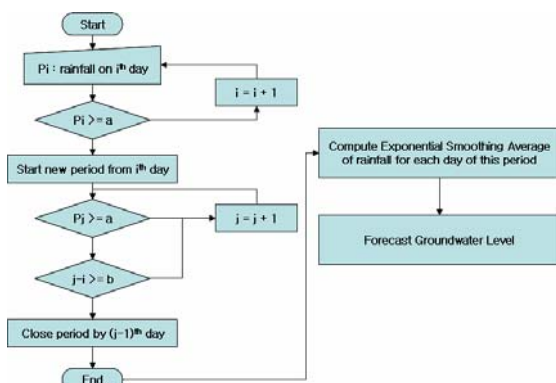 Start
Pi : rainfall on ith day
i = i + 1
Pi >= a
Start new period from ith day
Pj >= a
j = j + 1
j-i >= b
Close period by (j-1)th day
End
Compute Exponential Smoothing Average
of rainfall for each day of this period
Forecast Groundwater Level